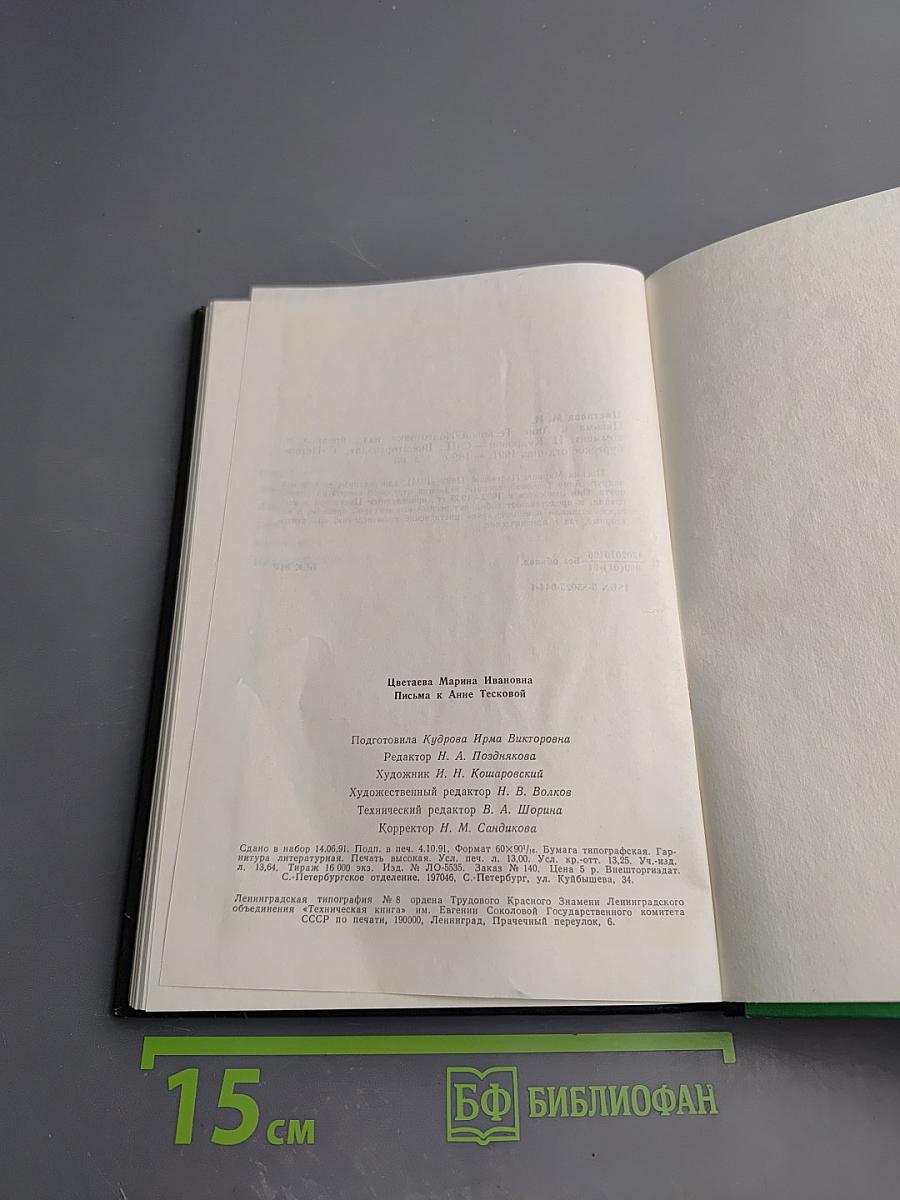 Цветаева Марина Ивановна
Письма к Анне Тесковой
Подготовила Кудрова Ирма Викторовна
Редактор Н. А. Позднякова
Художник И. Н. Кошаровский
Художественный редактор Н. В. Волков
Технический редактор В. А. Шорина
Корректор Н. М. Сандикова
Сдано в набор 14.06.91. Подп. в печ. 4.10.91. Формат 60×90¹/₁₆. Бумага типографская. Гар-
нитура литературная. Печать высокая. Усл. печ. л. 13,00. Усл. кр.-отт. 13,25. Уч.-изд.
л. 13,64. Тираж 16 000 экз. Изд. № ЛО-5535. Заказ № 140. Цена 5 р. Внешторгиздат.
С.-Петербургское отделение. 197046, С.-Петербург, ул. Куйбышева, 34.
Ленинградская типография № 8 ордена Трудового Красного Знамени Ленинградского
объединения «Техническая книга» им. Евгении Соколовой Государственного комитета
СССР по печати, 190000, Ленинград, Прачечный переулок, 6.
15 см
БФ БИБЛИОФАН